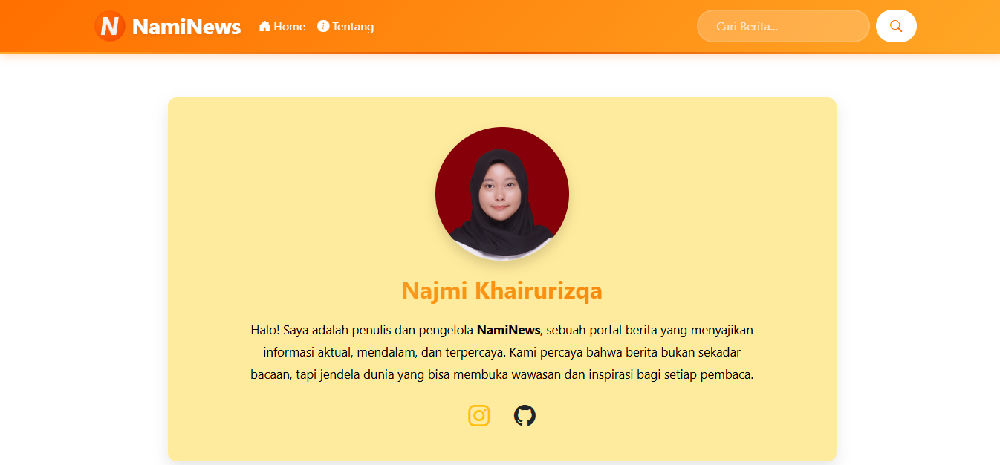 N NamiNews Home Tentang Cari Berita...
Najmi Khairurizqa
Halo! Saya adalah penulis dan pengelola NamiNews, sebuah portal berita yang menyajikan
informasi aktual, mendalam, dan terpercaya. Kami percaya bahwa berita bukan sekadar
bacaan, tapi jendela dunia yang bisa membuka wawasan dan inspirasi bagi setiap pembaca.